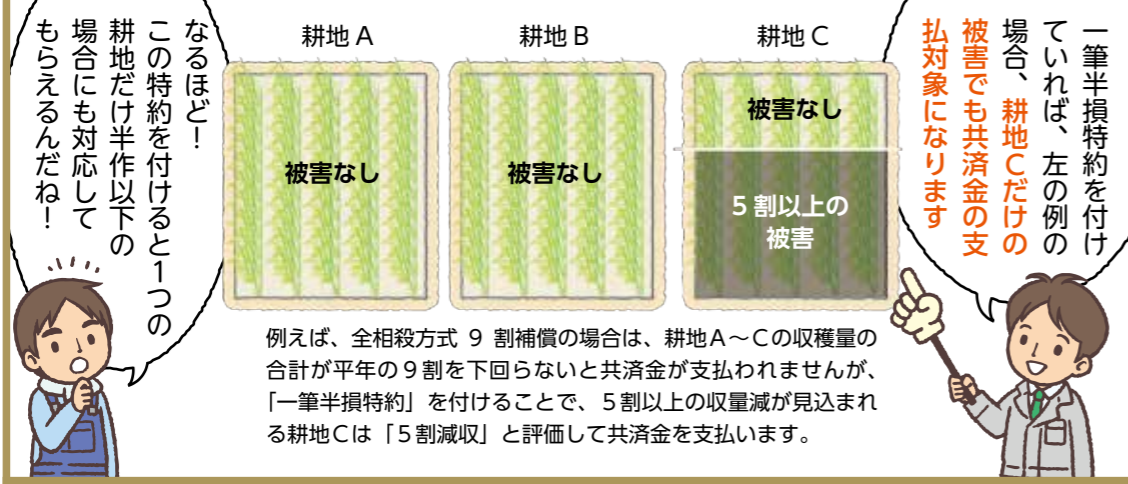 一筆半損特約を付け
ていれば、左の例の
場合、耕地Cだけの
被害でも共済金の支
払対象になります
耕地 A
耕地 B
耕地 C
被害なし
被害なし
被害なし
5 割以上の
被害
なるほど！
この特約を付けると1つの
耕地だけ半作以下の
場合にも対応して
もらえるんだね！
例えば、全相殺方式 9 割補償の場合は、耕地A～Cの収穫量の
合計が平年の９割を下回らないと共済金が支払われませんが、
「一筆半損特約」を付けることで、５割以上の収量減が見込まれ
る耕地Cは「５割減収」と評価して共済金を支払います。